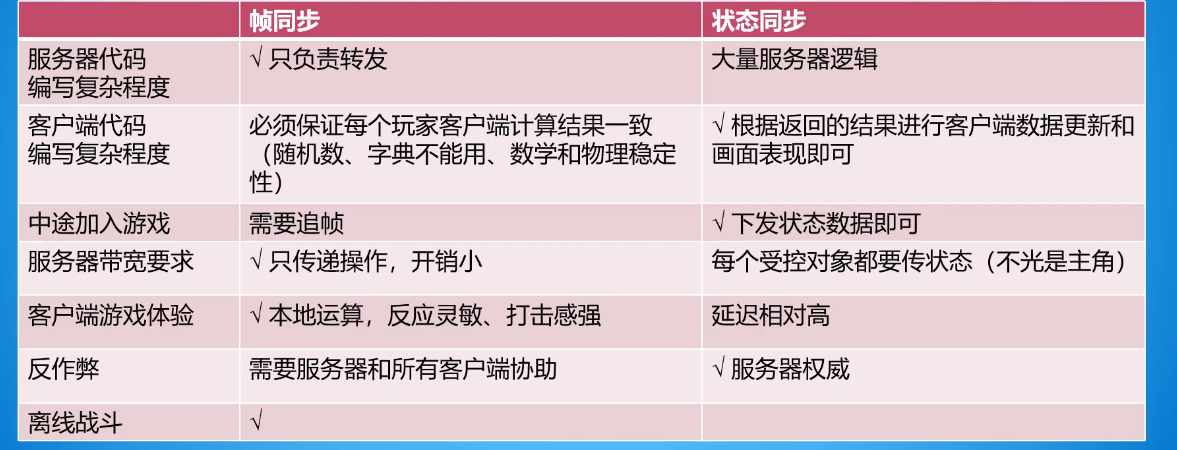 帧同步 状态同步
服务器代码
编写复杂程度
√ 只负责转发
大量服务器逻辑
客户端代码
编写复杂程度
必须保证每个玩家客户端计算结果一致
（随机数、字典不能用、数学和物理稳定
性）
√ 根据返回的结果进行客户端数据更新和
画面表现即可
中途加入游戏 需要追帧 √ 下发状态数据即可
服务器带宽要求 √ 只传递操作，开销小 每个受控对象都要传状态（不光是主角）
客户端游戏体验 √ 本地运算，反应灵敏、打击感强 延迟相对高
反作弊 需要服务器和所有客户端协助 √ 服务器权威
离线战斗 √